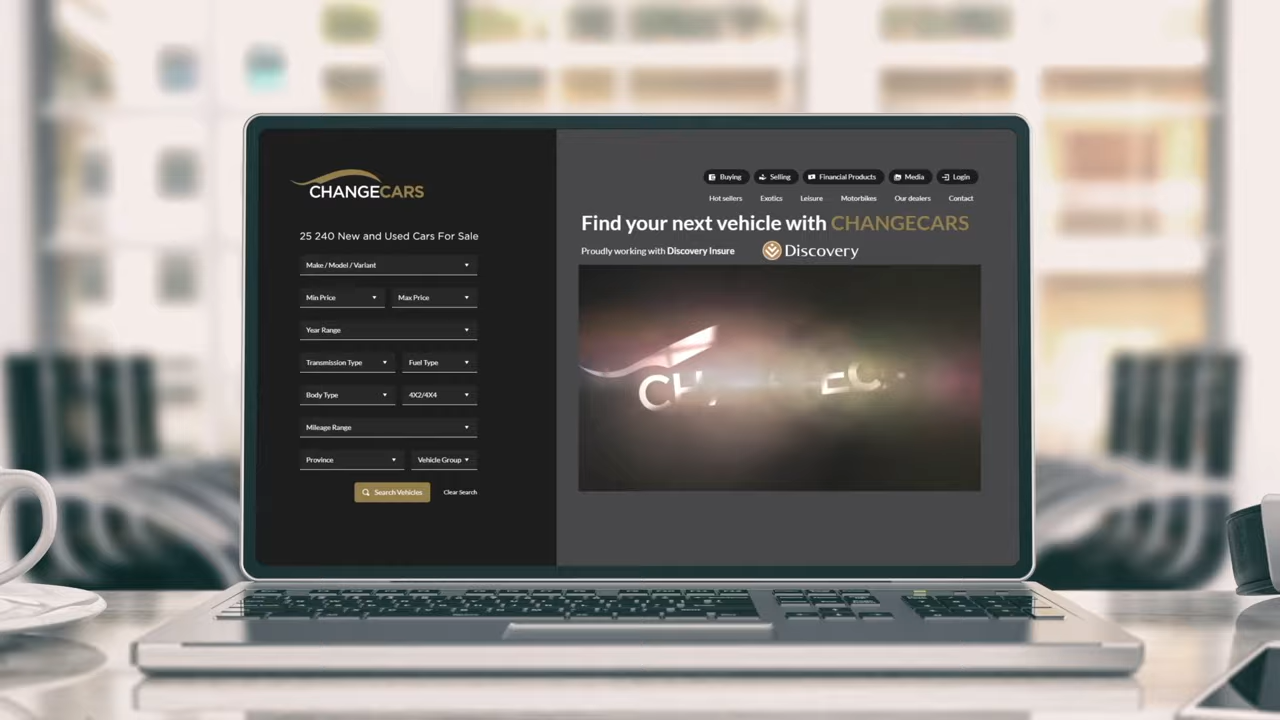 CHANGECARS
25 240 New and Used Cars For Sale
Make / Model / Variant
Min Price Max Price
Year Range
Transmission Type Fuel Type
Body Type 4X2/4X4
Mileage Range
Province Vehicle Group
Search Vehicles Clear Search
Buying Selling Financial Products Media Login
Hot sellers Exotics Leisure Motorbikes Our dealers Contact
Find your next vehicle with CHANGECARS
Proudly working with Discovery Insure Discovery